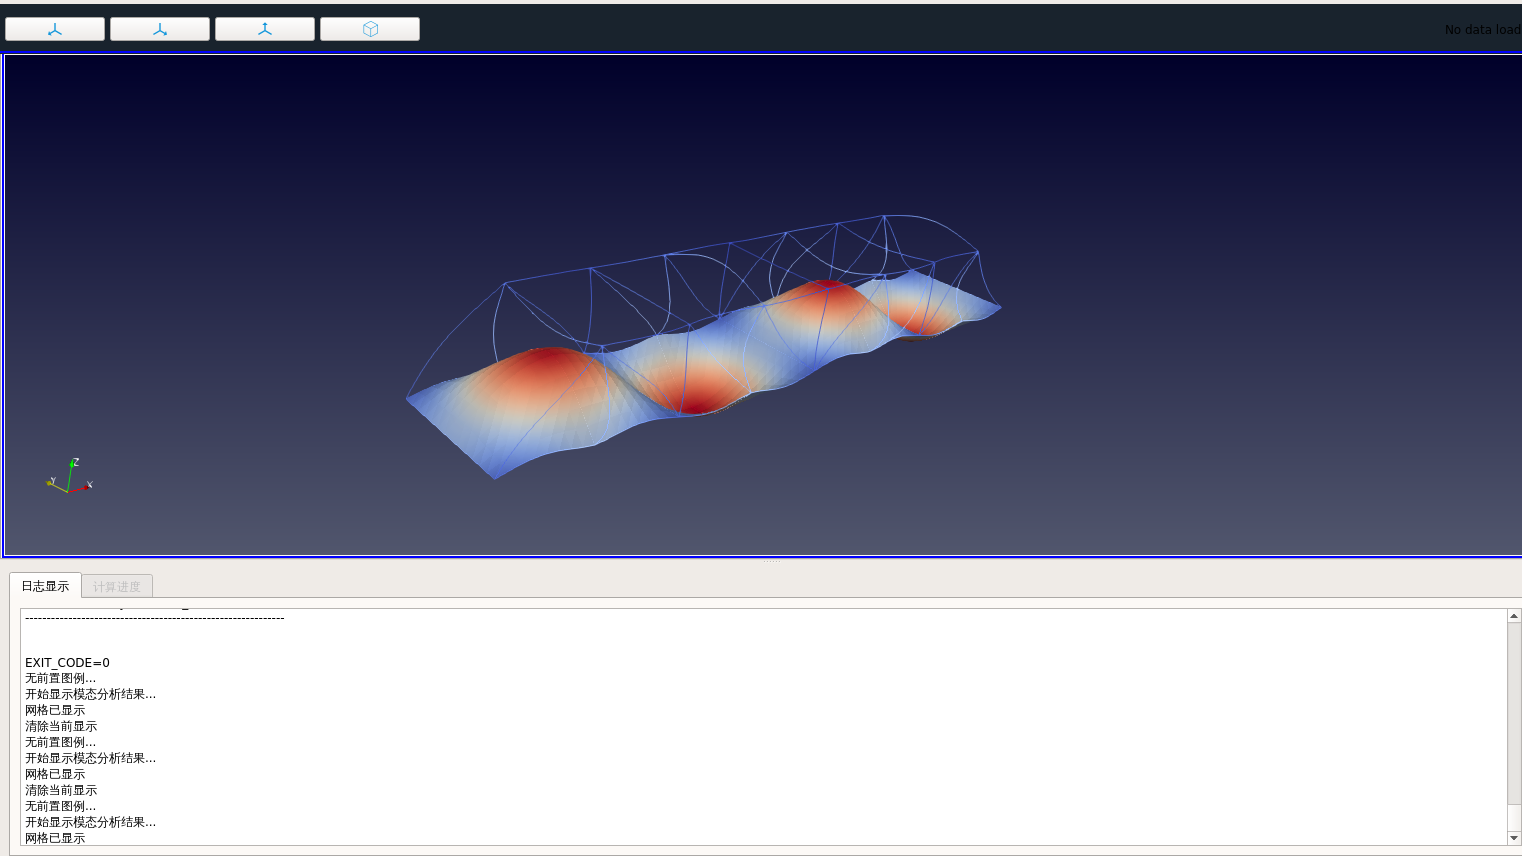 No data load
Z
Y
X
日志显示 计算进度
------------------------------------------------------------
EXIT_CODE=0
无前置图例...
开始显示模态分析结果...
网格已显示
清除当前显示
无前置图例...
开始显示模态分析结果...
网格已显示
清除当前显示
无前置图例...
开始显示模态分析结果...
网格已显示